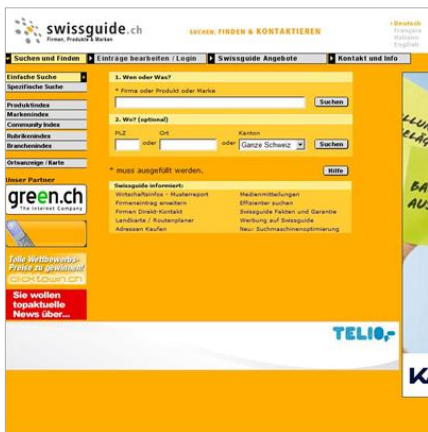 swissguide.ch
Firmen, Produkte & Marken
SUCHEN, FINDEN & KONTAKTIEREN
Deutsch
Français
Italiano
English
Suchen und Finden
Einträge bearbeiten / Login
Swissguide Angebote
Kontakt und Info
Einfache Suche
Spezifische Suche
Produktindex
Markenindex
Community Index
Rubrikenindex
Branchenindex
Ortsanzeige / Karte
Unser Partner
green.ch
The Internet Company
Tolle Wettbewerbs-
Preise zu gewinnen!
clicktowin.ch
Sie wollen
topaktuelle
News über...
1. Wen oder Was?
* Firma oder Produkt oder Marke
Suchen
2. Wo? (optional)
PLZ
Ort
Kanton
oder
oder
Ganze Schweiz
Suchen
* muss ausgefüllt werden.
Hilfe
Swissguide informiert:
Wirtschaftsinfos - Musterreport
Medienmitteilungen
Firmeneintrag erweitern
Effizienter suchen
Firmen Direkt-Kontakt
Swissguide Fakten und Garantie
Landkarte / Routenplaner
Werbung auf Swissguide
Adressen Kaufen
Neu: Suchmaschinenoptimierung
TELIO,-